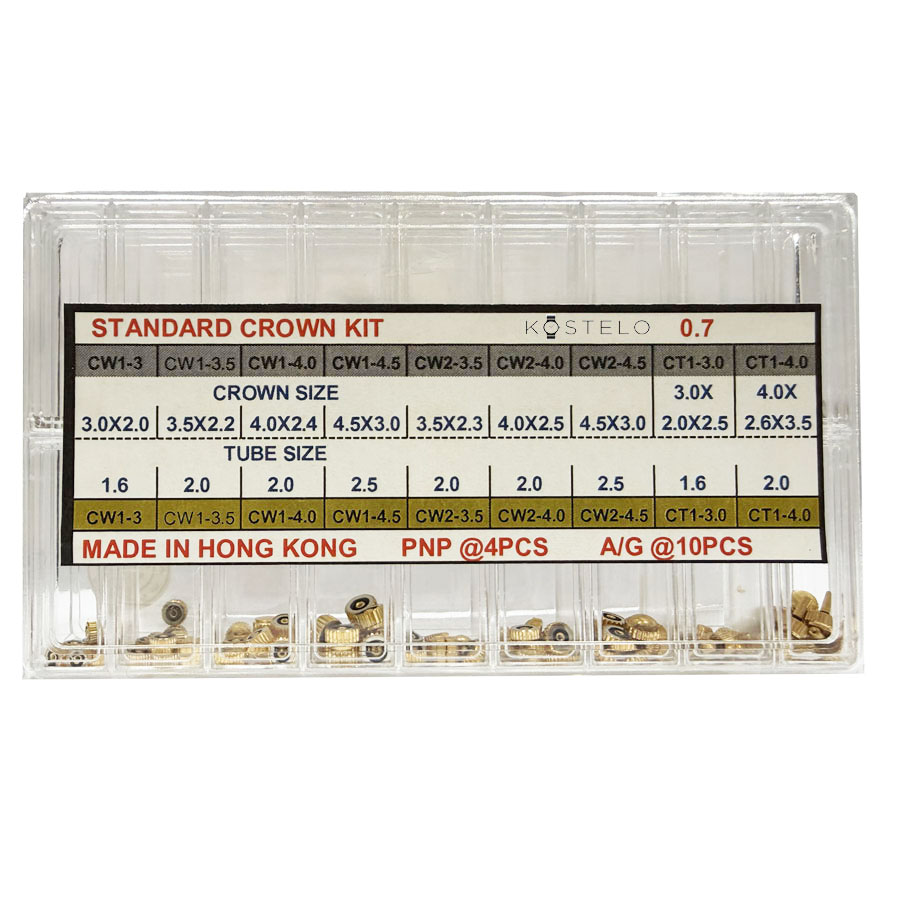 STANDARD CROWN KIT KOSTELO 0.7
CW1-3 CW1-3.5 CW1-4.0 CW1-4.5 CW2-3.5 CW2-4.0 CW2-4.5 CT1-3.0 CT1-4.0
CROWN SIZE 3.0X 4.0X
3.0X2.0 3.5X2.2 4.0X2.4 4.5X3.0 3.5X2.3 4.0X2.5 4.5X3.0 2.0X2.5 2.6X3.5
TUBE SIZE
1.6 2.0 2.0 2.5 2.0 2.0 2.5 1.6 2.0
CW1-3 CW1-3.5 CW1-4.0 CW1-4.5 CW2-3.5 CW2-4.0 CW2-4.5 CT1-3.0 CT1-4.0
MADE IN HONG KONG PNP @4PCS A/G @10PCS